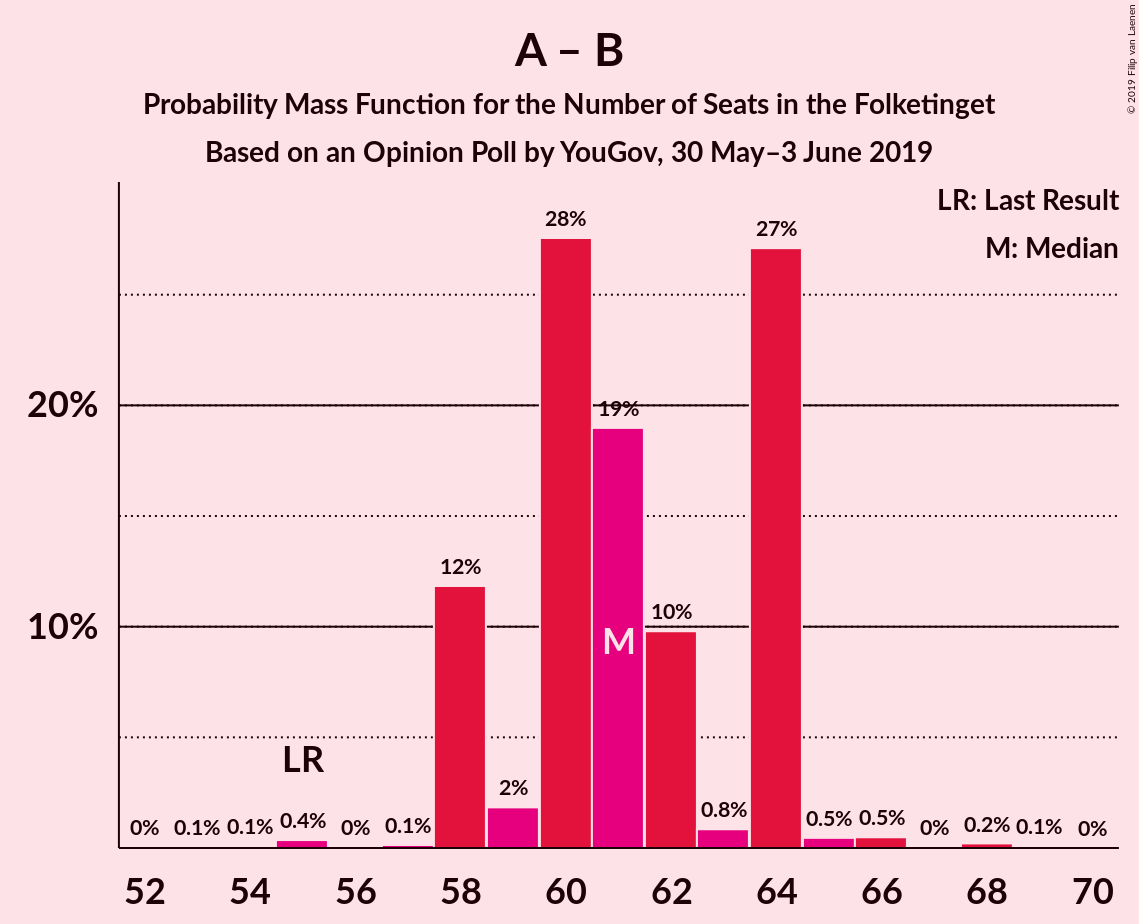 A – B
Probability Mass Function for the Number of Seats in the Folketinget
Based on an Opinion Poll by YouGov, 30 May–3 June 2019
© 2019 Filip van Laenen
LR: Last Result
M: Median
20%
10%
0%
0.1%
0.1%
0.4%
0%
0.1%
12%
2%
28%
19%
10%
0.8%
27%
0.5%
0.5%
0%
0.2%
0.1%
0%
LR
M
52 54 56 58 60 62 64 66 68 70